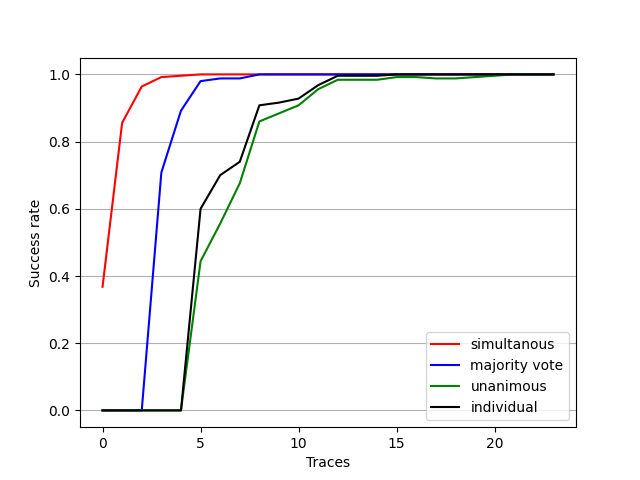 1.0
0.8
0.6
0.4
0.2
0.0
Success rate
simultanous
majority vote
unanimous
individual
0 5 10 15 20
Traces